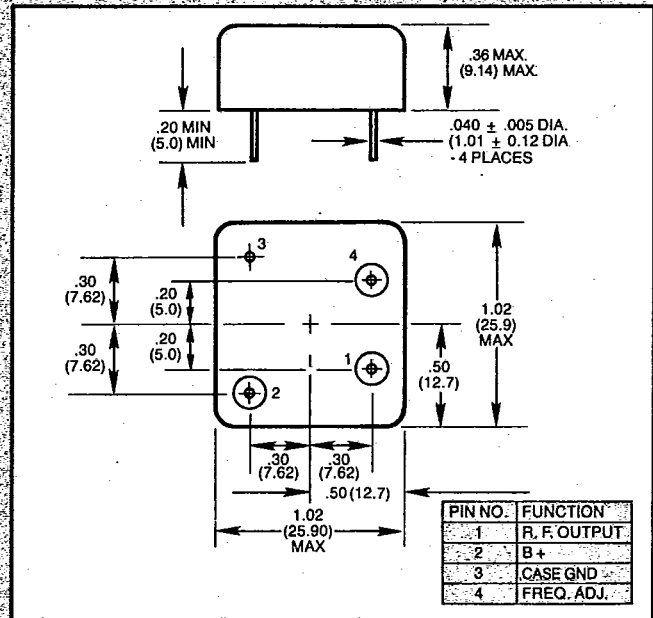 .36 MAX.
(9.14) MAX.
.20 MIN
(5.0) MIN
.040 ± .005 DIA.
(1.01 ± 0.12 DIA
- 4 PLACES
3
4
.30
(7.62)
.20
(5.0)
1.02
(25.9)
MAX
.30
(7.62)
.20
(5.0)
1
.50
(12.7)
2
.30
(7.62)
.30
(7.62)
.50 (12.7)
1.02
(25.90)
MAX
PIN NO. FUNCTION
1 R. F. OUTPUT
2 B +
3 CASE GND
4 FREQ. ADJ.